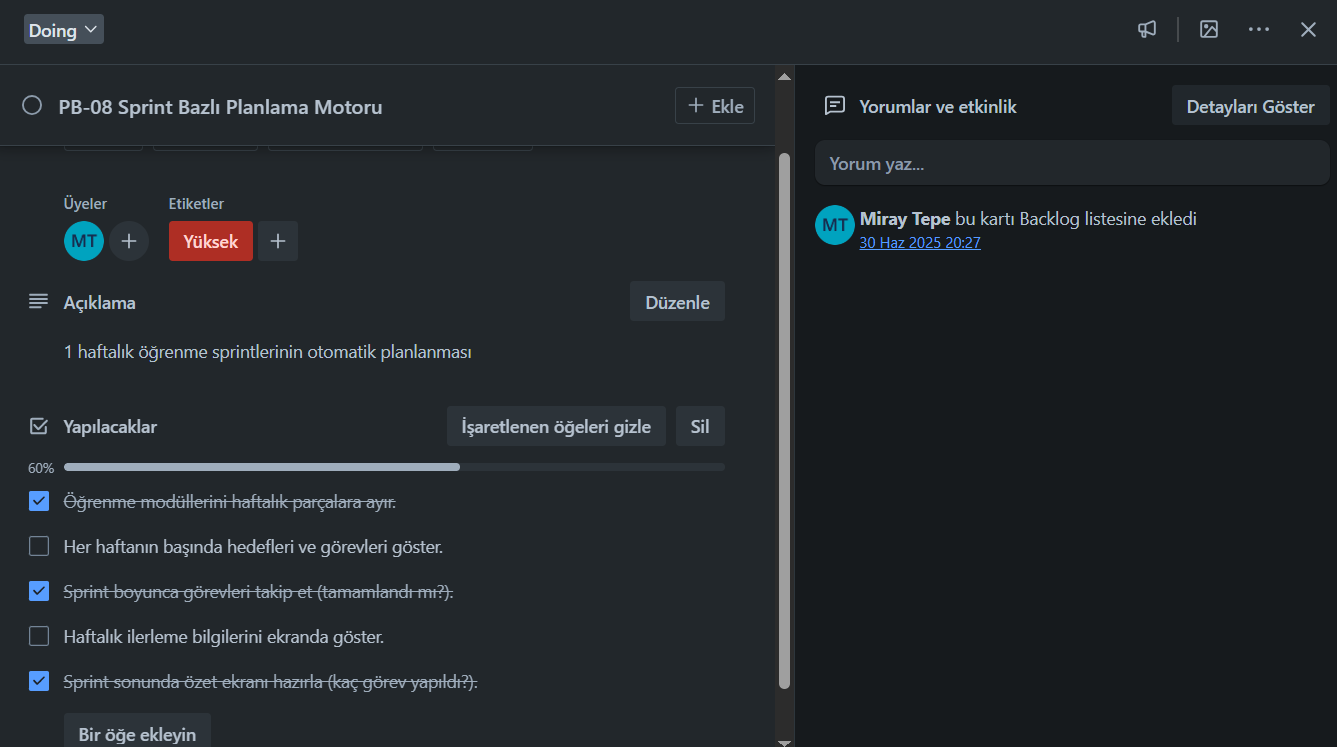 Doing
PB-08 Sprint Bazlı Planlama Motoru
Ekle
Üyeler
Etiketler
MT
Yüksek
Açıklama
Düzenle
1 haftalık öğrenme sprintlerinin otomatik planlanması
Yapılacaklar
İşaretlenen öğeleri gizle
Sil
60%
Öğrenme modüllerini haftalık parçalara ayır.
Her haftanın başında hedefleri ve görevleri göster.
Sprint boyunca görevleri takip et (tamamlandı mı?).
Haftalık ilerleme bilgilerini ekranda göster.
Sprint sonunda özet ekranı hazırla (kaç görev yapıldı?).
Bir öğe ekleyin
Yorumlar ve etkinlik
Detayları Göster
Yorum yaz...
MT
Miray Tepe bu kartı Backlog listesine ekledi
30 Haz 2025 20:27